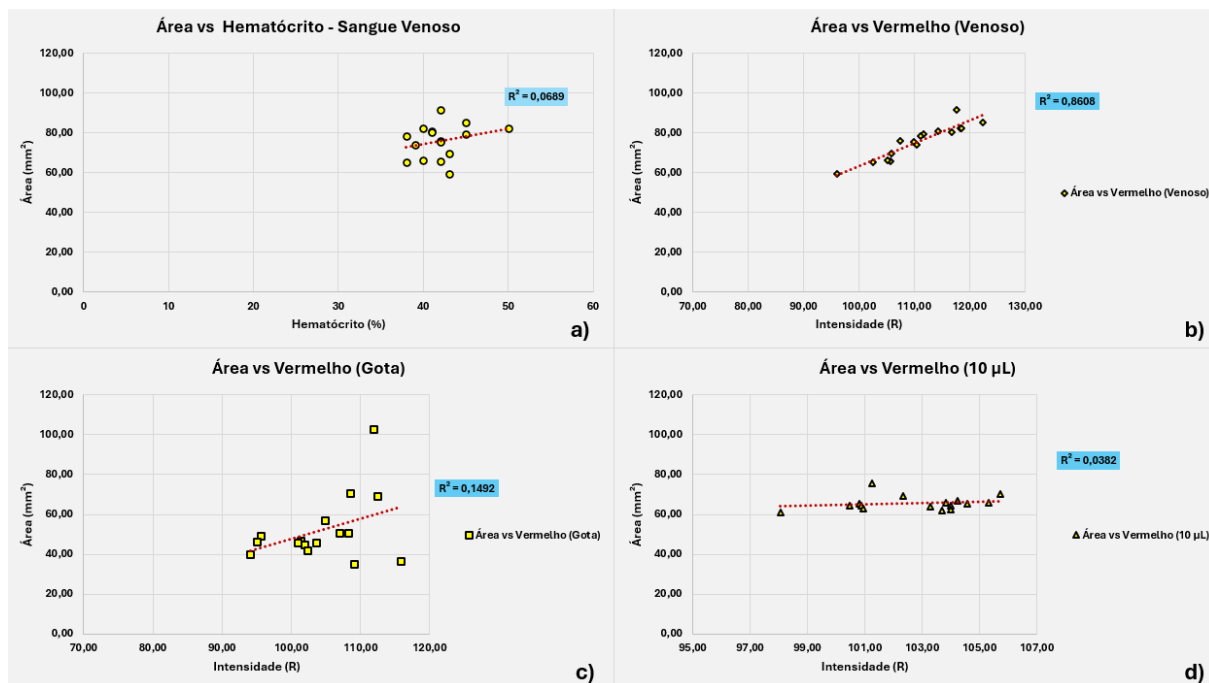 Área vs Hematócrito - Sangue Venoso
120,00
100,00
80,00
60,00
40,00
20,00
0,00
Área (mm²)
R² = 0,0689
0 10 20 30 40 50 60
Hematócrito (%)
a)
Área vs Vermelho (Venoso)
120,00
100,00
80,00
60,00
40,00
20,00
0,00
Área (mm²)
R² = 0,8608
Área vs Vermelho (Venoso)
70,00 80,00 90,00 100,00 110,00 120,00 130,00
Intensidade (R)
b)
Área vs Vermelho (Gota)
120,00
100,00
80,00
60,00
40,00
20,00
0,00
Área (mm²)
R² = 0,1492
Área vs Vermelho (Gota)
70,00 80,00 90,00 100,00 110,00 120,00
Intensidade (R)
c)
Área vs Vermelho (10 µL)
120,00
100,00
80,00
60,00
40,00
20,00
0,00
Área (mm²)
R² = 0,0382
Área vs Vermelho (10 µL)
95,00 97,00 99,00 101,00 103,00 105,00 107,00
Intensidade (R)
d)